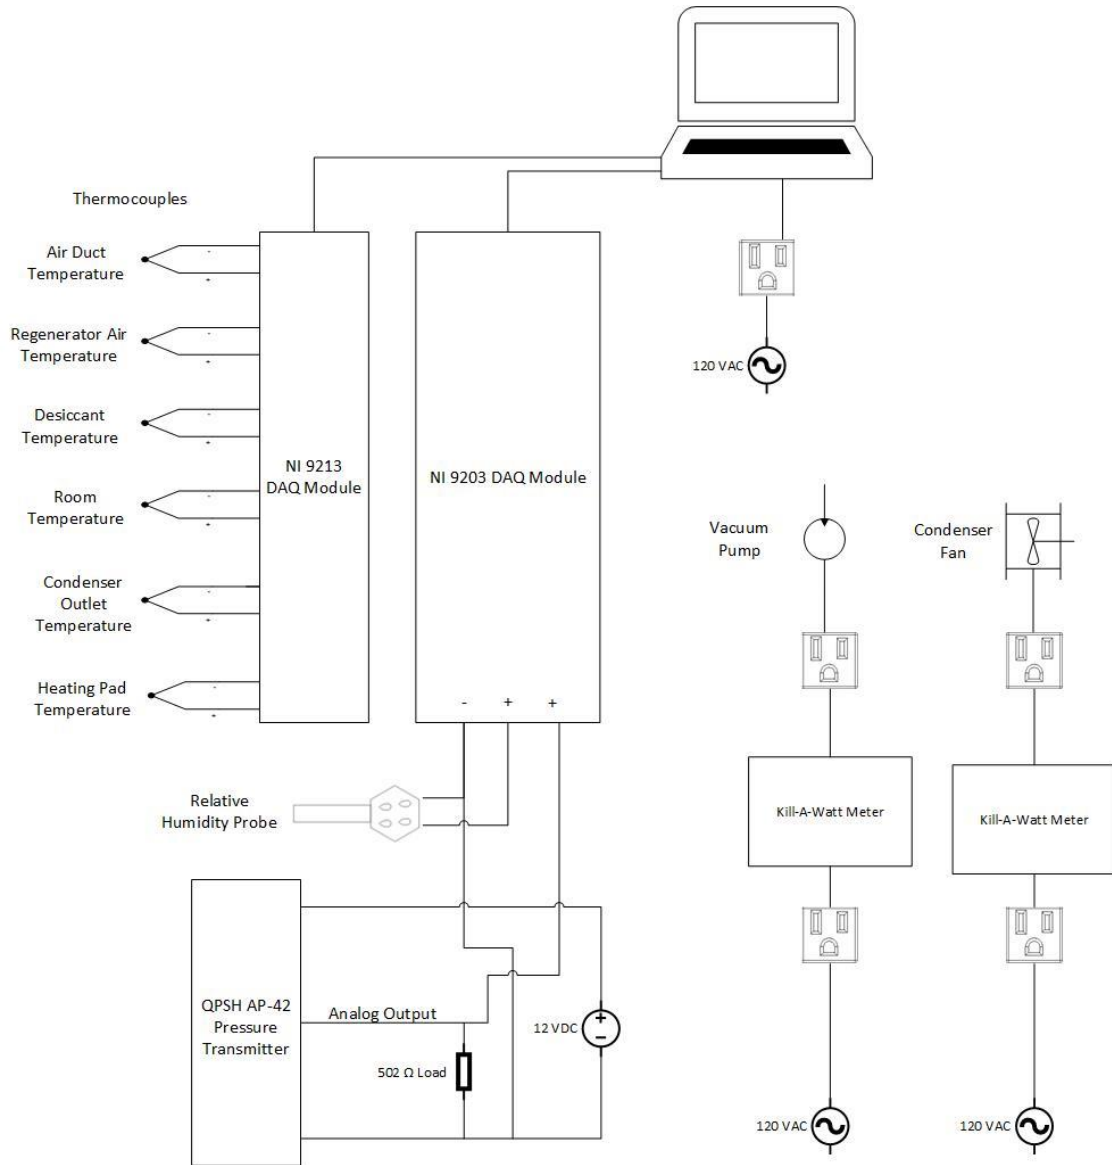 Thermocouples
Air Duct
Temperature
-
+
Regenerator Air
Temperature
-
+
Desiccant
Temperature
-
+
Room
Temperature
-
+
Condenser
Outlet
Temperature
-
+
Heating Pad
Temperature
-
+
NI 9213
DAQ Module
NI 9203 DAQ Module
- + +
120 VAC
Vacuum
Pump
Condenser
Fan
Relative
Humidity Probe
Kill-A-Watt Meter
Kill-A-Watt Meter
QPSH AP-42
Pressure
Transmitter
Analog Output
502 Ω Load
12 VDC
+
−
120 VAC
120 VAC